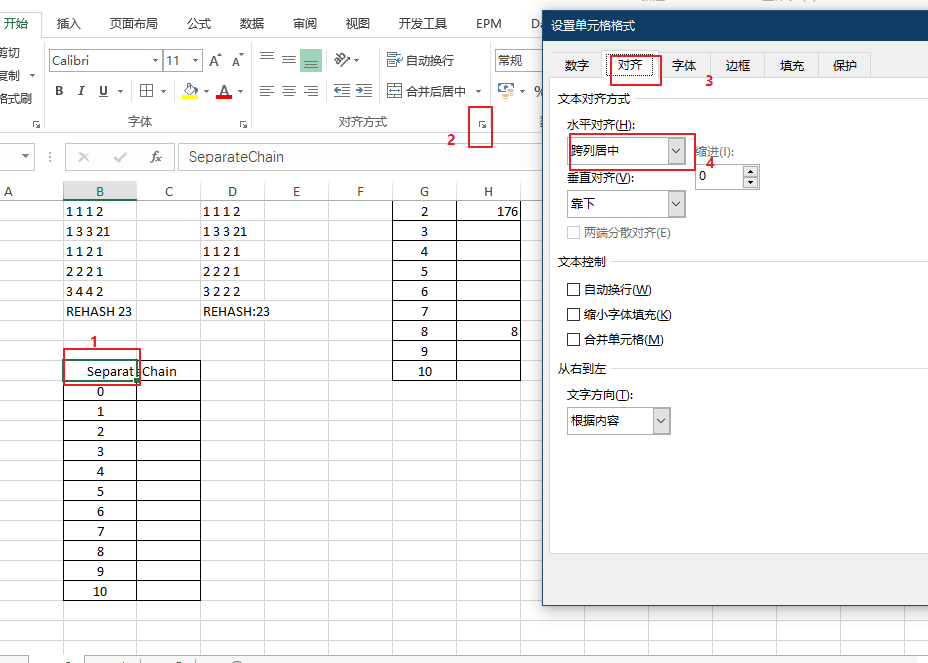 开始 插入 页面布局 公式 数据 审阅 视图 开发工具 EPM
剪切
复制
格式刷
Calibri 11
B I U A
字体
自动换行
合并后居中
对齐方式
常规
%
2
fx SeparateChain
A B C D E F G H
1 1 1 2 1 1 1 2 2 176
1 3 3 21 1 3 3 21 3
1 1 2 1 1 1 2 1 4
2 2 2 1 2 2 2 1 5
3 4 4 2 3 2 2 2 6
REHASH 23 REHASH:23 7
8 8
1 9
Separat Chain 10
0
1
2
3
4
5
6
7
8
9
10
设置单元格格式
数字 对齐 字体 边框 填充 保护
3
文本对齐方式
水平对齐(H):
跨列居中
缩进(I):
4
垂直对齐(V):
0
靠下
两端分散对齐(E)
文本控制
自动换行(W)
缩小字体填充(K)
合并单元格(M)
从右到左
文字方向(T):
根据内容